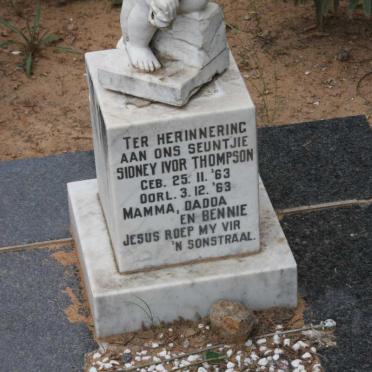 TER HERINNERING
AAN ONS SEUNTJIE
SIDNEY IVOR THOMPSON
GEB. 25. 11. '63
OORL. 3. 12. '63
MAMMA, DADDA
EN BENNIE
JESUS ROEP MY VIR
'N SONSTRAAL.